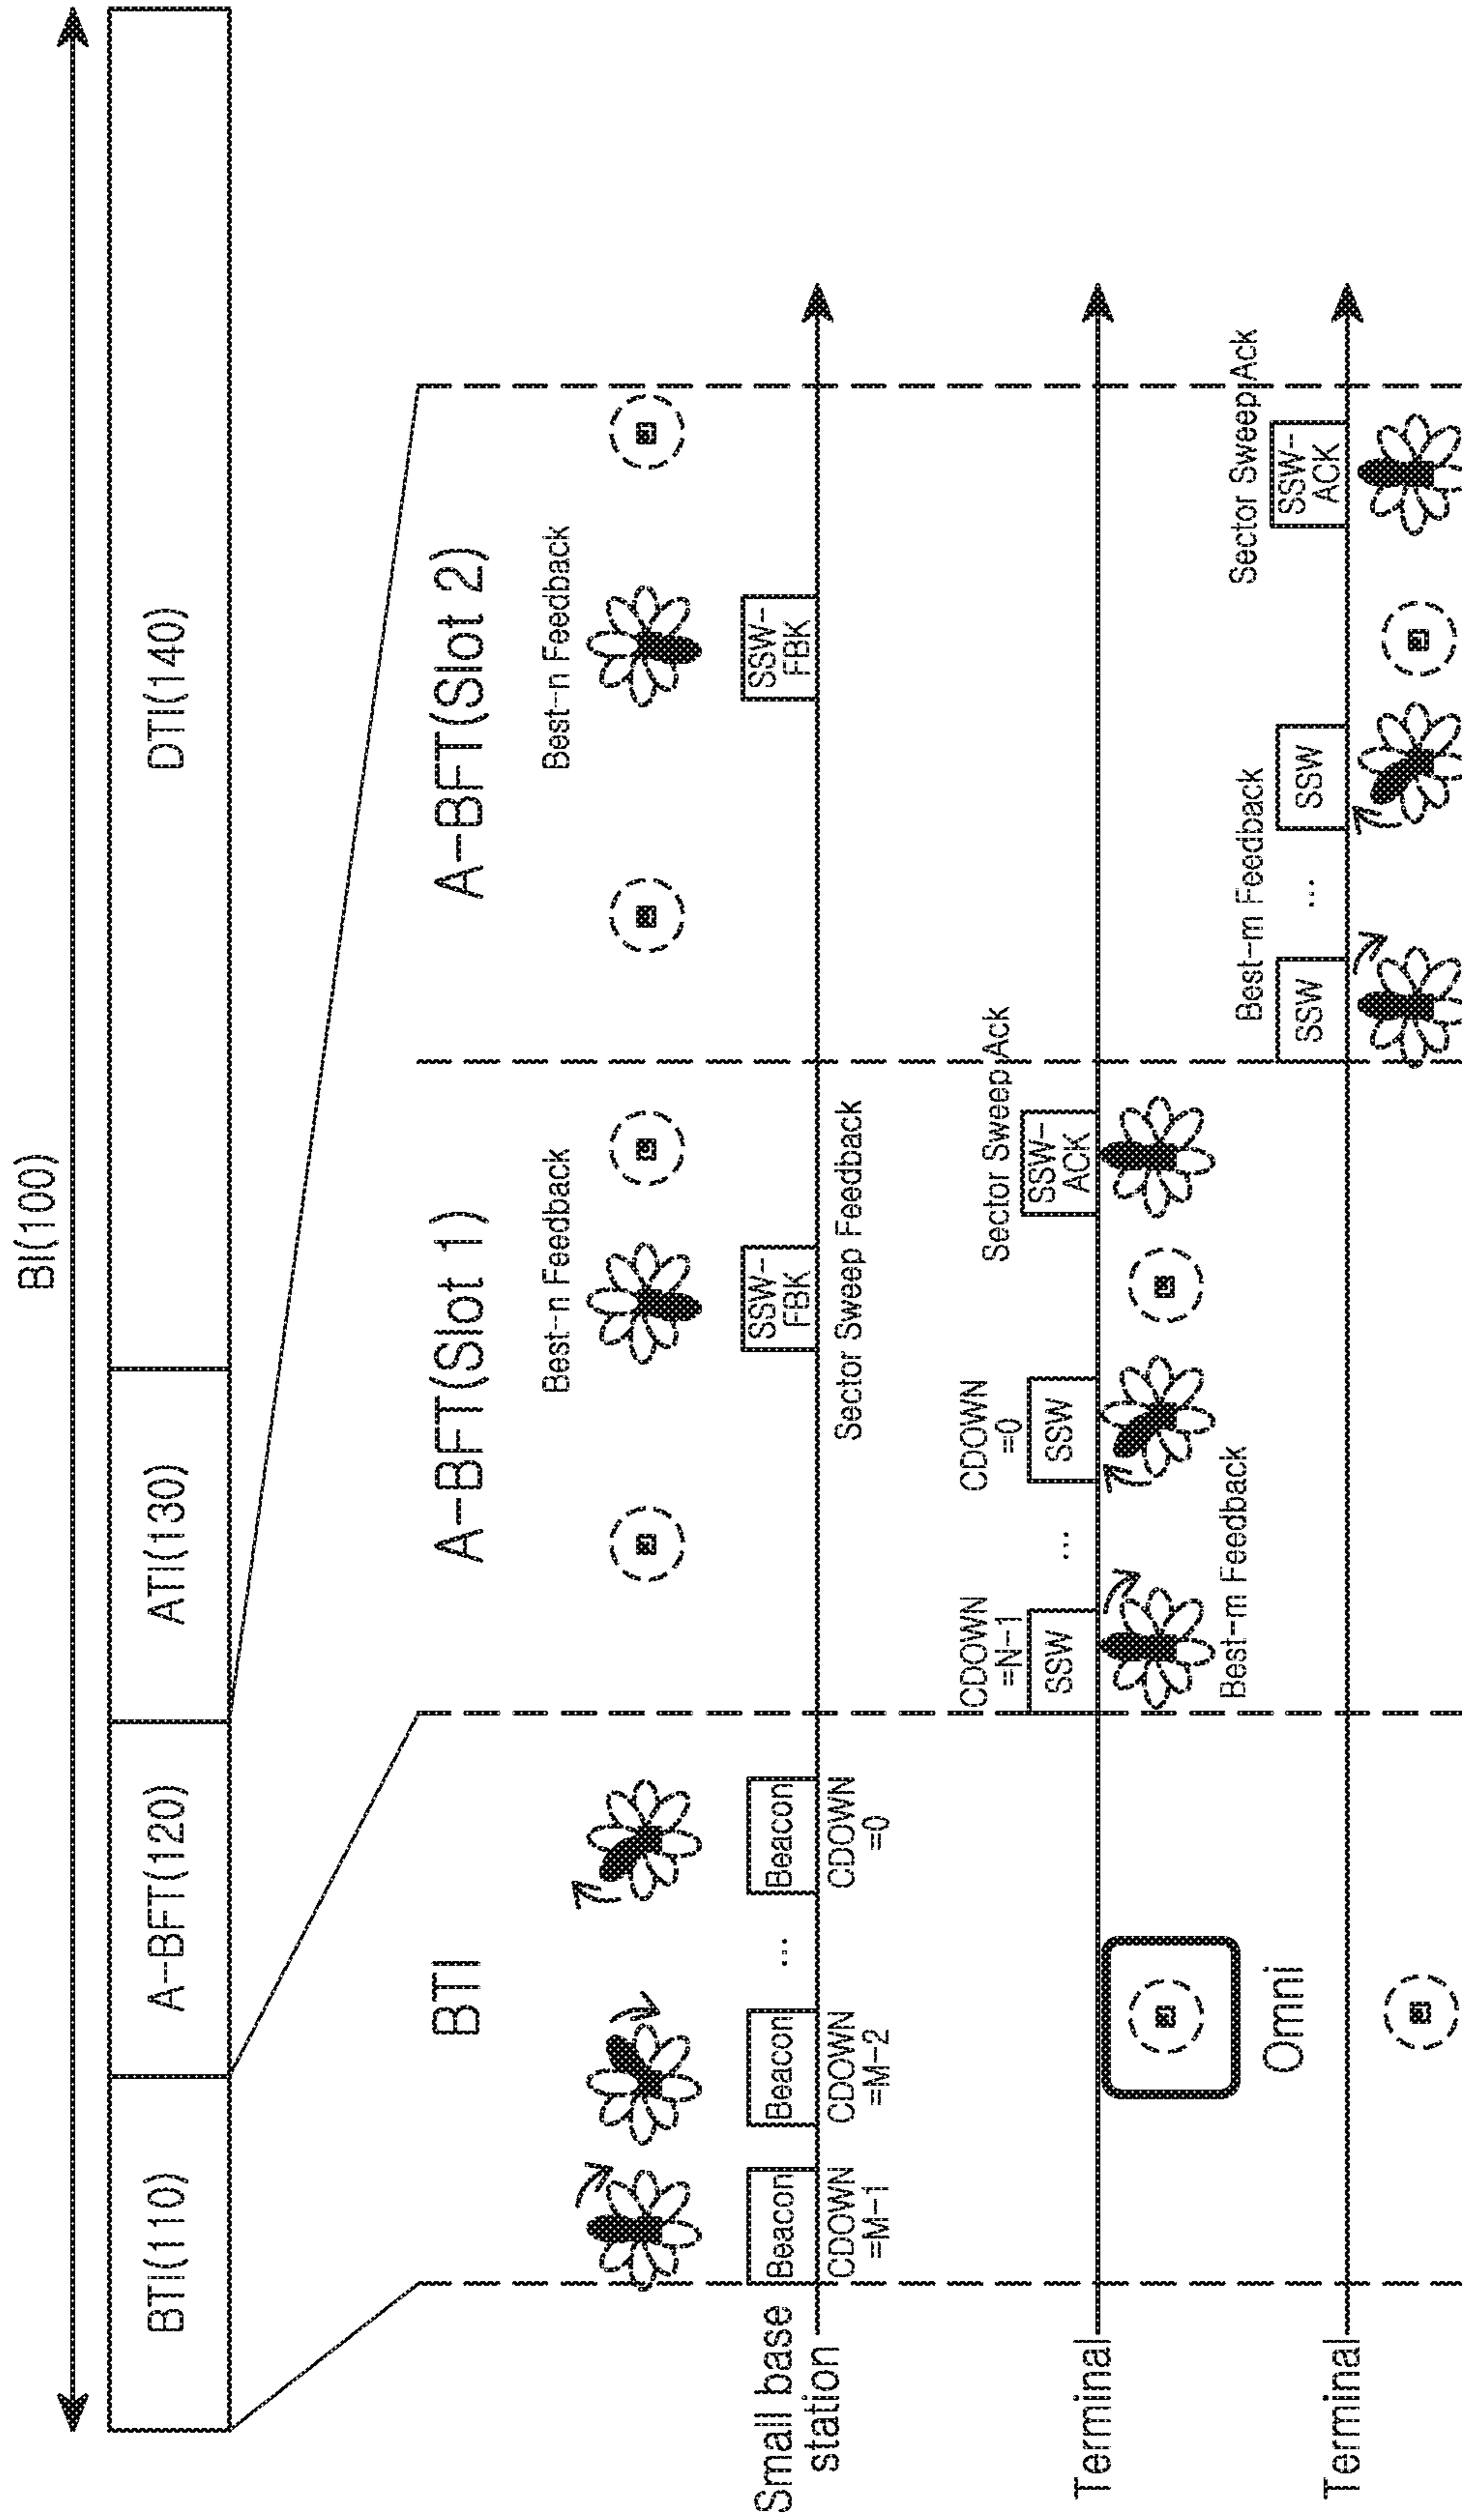 BI(100)
BTI(110)
A-BFT(120)
ATI(130)
DTI(140)
BTI
A-BFT(Slot 1)
A-BFT(Slot 2)
Best-n Feedback
Best-n Feedback
Small base
station
Beacon
Beacon
...
Beacon
SSW-
FBK
SSW-
FBK
CDOWN
=M-1
CDOWN
=M-2
CDOWN
=0
Sector Sweep Feedback
Terminal
CDOWN
=N-1
CDOWN
=0
Sector Sweep Ack
SSW
...
SSW
SSW-
ACK
Best-m Feedback
Omni
Terminal
Best-m Feedback
Sector Sweep Ack
SSW
...
SSW
SSW-
ACK